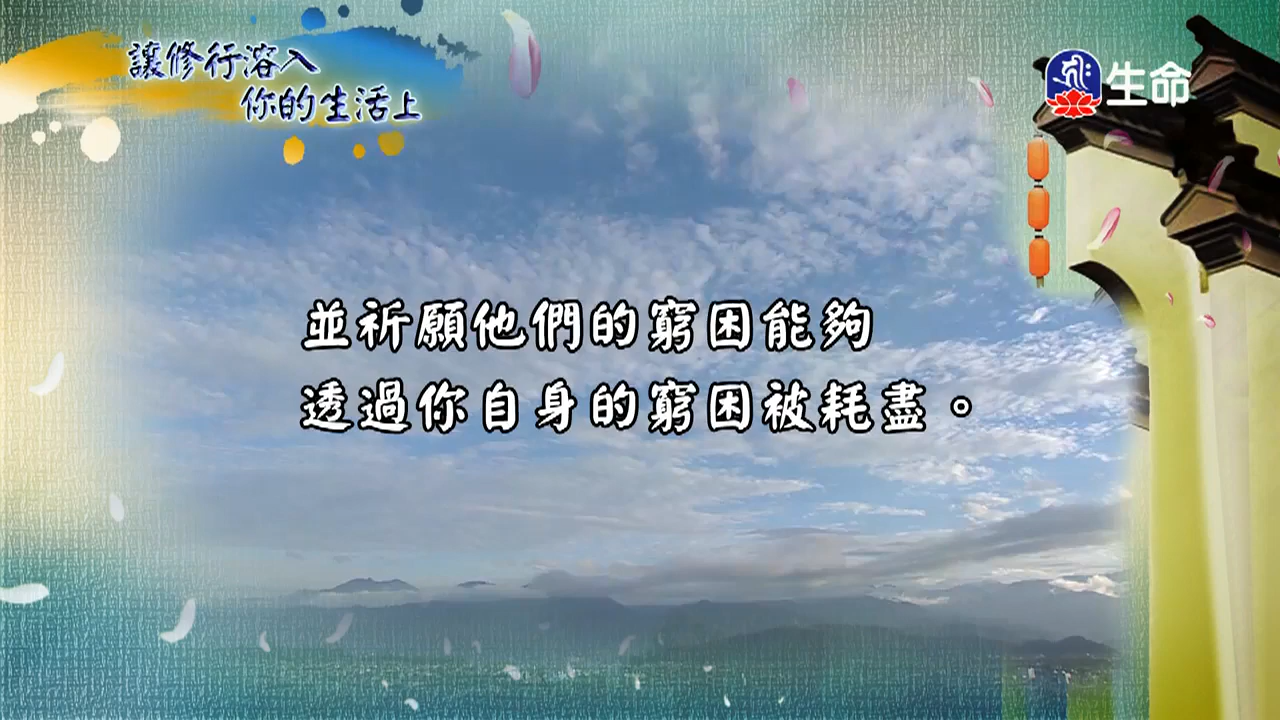 讓修行溶入
你的生活上
生命
並祈願他們的窮困能夠
透過你自身的窮困被耗盡。